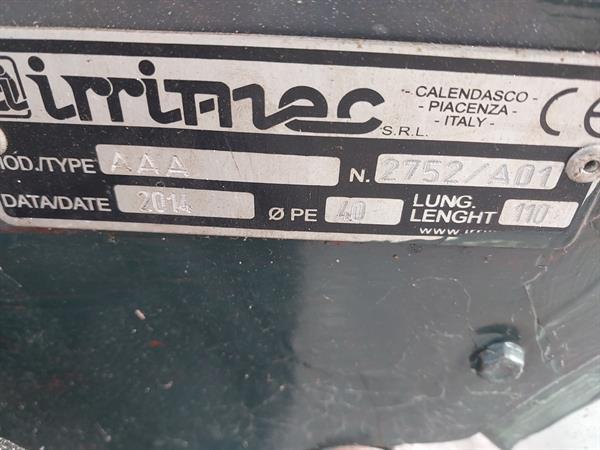 irrimec
S.R.L.
- CALENDASCO -
- PIACENZA -
- ITALY -
CE
MOD./TYPE AAA N. 2752/A01
DATA/DATE 2014 Ø PE 40 LUNG. LENGHT 110